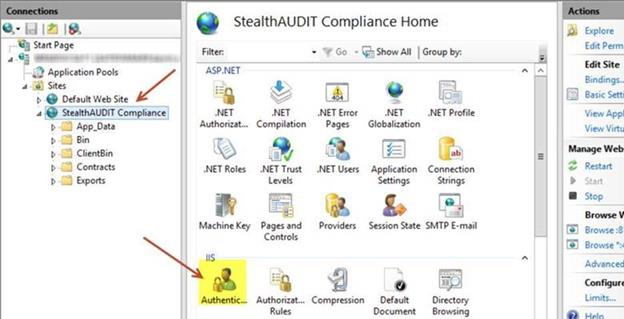 Connections
Start Page
Application Pools
Sites
Default Web Site
StealthAUDIT Compliance
App_Data
Bin
ClientBin
Contracts
Exports
StealthAUDIT Compliance Home
Filter: Go Show All Group by:
ASP.NET
.NET Authorizat... .NET Compilation .NET Error Pages .NET Globalization .NET Profile
.NET Roles .NET Trust Levels .NET Users Application Settings Connection Strings
Machine Key Pages and Controls Providers Session State SMTP E-mail
IIS
Authentic... Authorizat... Rules Compression Default Document Directory Browsing
Actions
Explore
Edit Perm
Edit Site
Bindings...
Basic Setti
View Appl
View Virtu
Manage Web
Restart
Start
Stop
Browse W
Browse :8
Browse *:4
Advanced
Configure
Limits...
Help